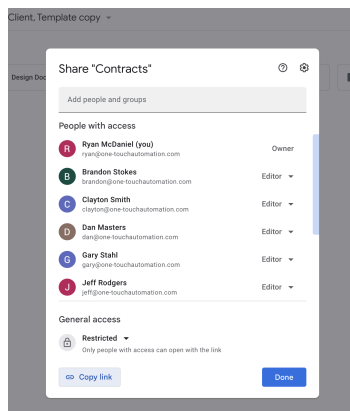 Client, Template copy
Design Doc
Share "Contracts"
Add people and groups
People with access
R
Ryan McDaniel (you)
ryan@one-touchautomation.com
Owner
B
Brandon Stokes
brandon@one-touchautomation.com
Editor
C
Clayton Smith
clayton@one-touchautomation.com
Editor
D
Dan Masters
dan@one-touchautomation.com
Editor
G
Gary Stahl
gary@one-touchautomation.com
Editor
J
Jeff Rodgers
jeff@one-touchautomation.com
Editor
General access
Restricted
Only people with access can open with the link
Copy link
Done